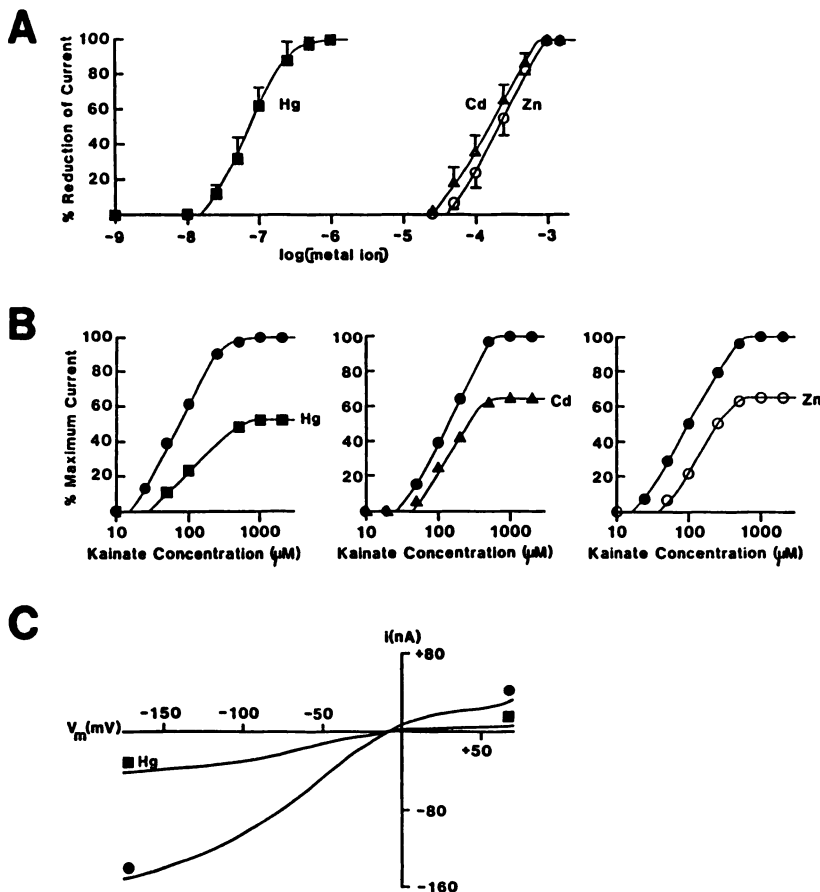 A
% Reduction of Current
100
80
60
40
20
Hg
Cd
Zn
-9
-8
-7
-6
-5
-4
-3
log[metal ion]
B
% Maximum Current
100
80
60
40
20
Hg
10
100
1000
Kainate Concentration (μM)
100
80
60
40
20
Cd
10
100
1000
Kainate Concentration (μM)
100
80
60
40
20
Zn
10
100
1000
Kainate Concentration (μM)
C
i(nA)
+80
-150
-100
-50
Vm(mV)
+50
Hg
-80
-160